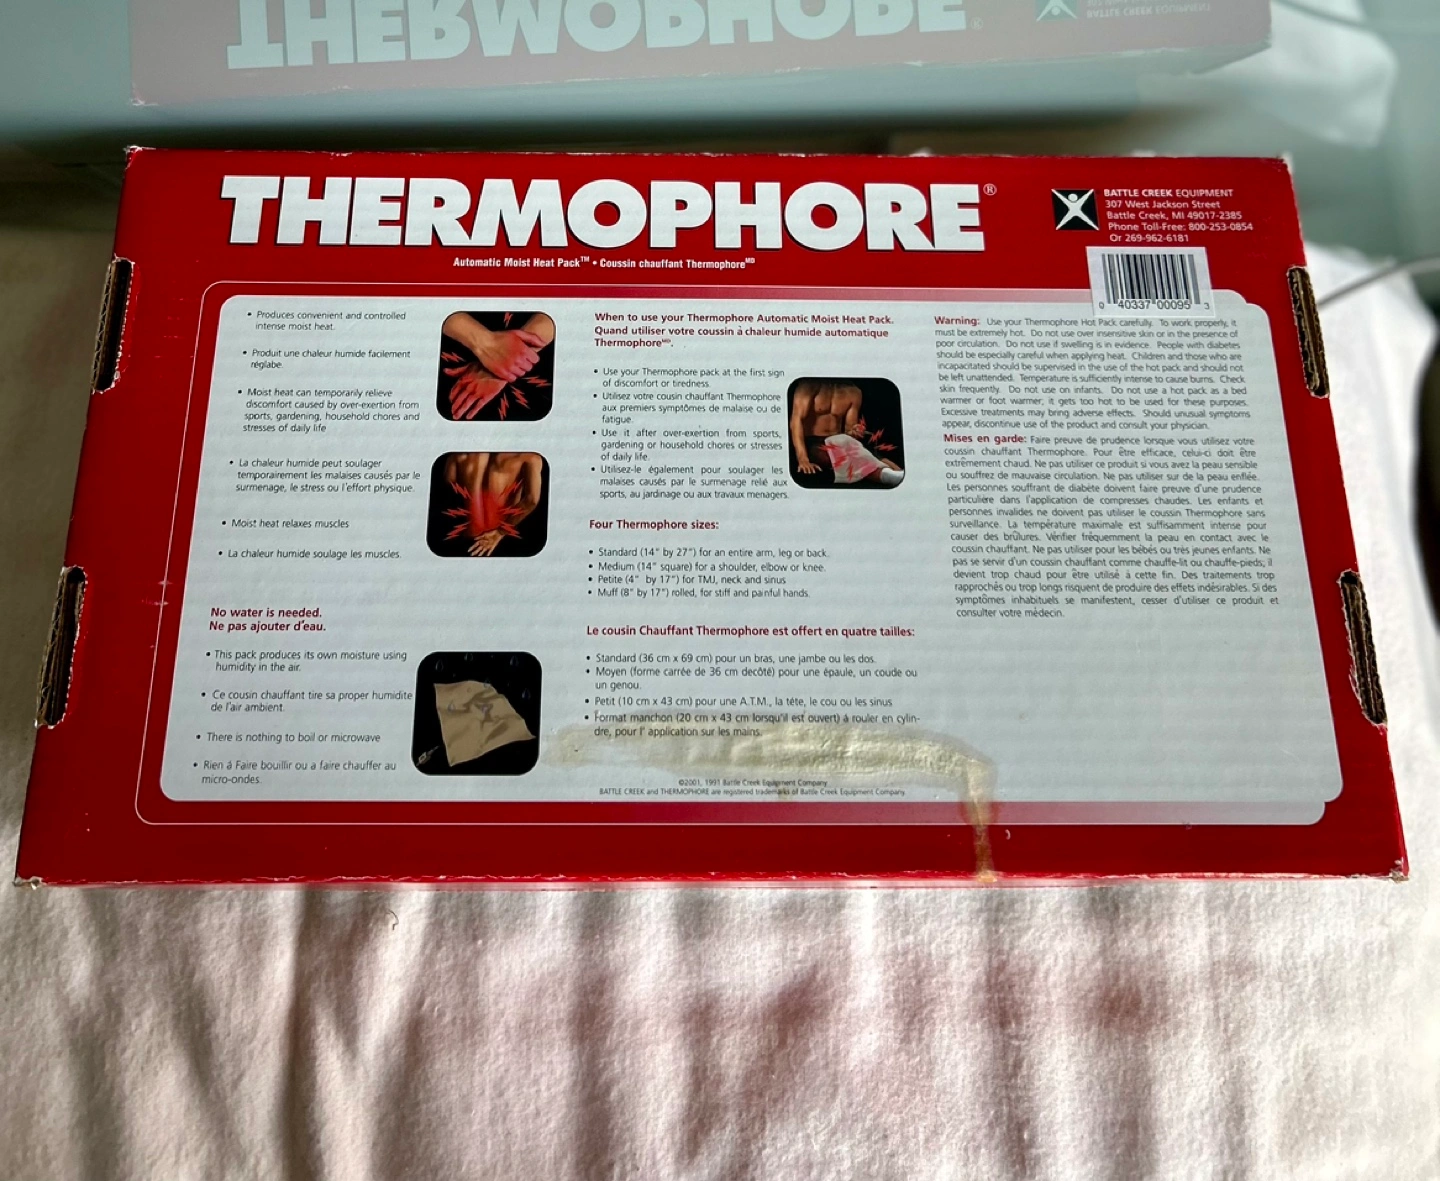 THERMOPHORE®
Automatic Moist Heat Pack™ • Coussin chauffant Thermophore MD
BATTLE CREEK EQUIPMENT
307 West Jackson Street
Battle Creek, MI 49017-2385
Phone Toll-Free: 800-253-0854
Or 269-962-6181
0 40337 00095 3
• Produces convenient and controlled
intense moist heat.
• Produit une chaleur humide facilement
réglabe.
• Moist heat can temporarily relieve
discomfort caused by over-exertion from
sports, gardening, household chores and
stresses of daily life
• La chaleur humide peut soulager
temporairement les malaises causés par le
surmenage, le stress ou l'effort physique.
• Moist heat relaxes muscles
• La chaleur humide soulage les muscles.
No water is needed.
Ne pas ajouter d'eau.
• This pack produces its own moisture using
humidity in the air.
• Ce cousin chauffant tire sa proper humidite
de l'air ambient.
• There is nothing to boil or microwave
• Rien á Faire bouillir ou a faire chauffer au
micro-ondes.
When to use your Thermophore Automatic Moist Heat Pack.
Quand utiliser votre coussin à chaleur humide automatique
Thermophore MD.
• Use your Thermophore pack at the first sign
of discomfort or tiredness.
• Utilisez votre cousin chauffant Thermophore
aux premiers symptômes de malaise ou de
fatigue.
• Use it after over-exertion from sports,
gardening or household chores or stresses
of daily life.
• Utilisez-le également pour soulager les
malaises causés par le surmenage relié aux
sports, au jardinage ou aux travaux menagers.
Four Thermophore sizes:
• Standard (14" by 27") for an entire arm, leg or back.
• Medium (14" square) for a shoulder, elbow or knee.
• Petite (4" by 17") for TMJ, neck and sinus
• Muff (8" by 17") rolled, for stiff and painful hands.
Le cousin Chauffant Thermophore est offert en quatre tailles:
• Standard (36 cm x 69 cm) pour un bras, une jambe ou les dos.
• Moyen (forme carrée de 36 cm decôté) pour une épaule, un coude ou
un genou.
• Petit (10 cm x 43 cm) pour une A.T.M., la téte, le cou ou les sinus
• Format manchon (20 cm x 43 cm lorsqu'il est ouvert) á rouler en cylin-
dre, pour l' application sur les mains.
©2001, 1991 Battle Creek Equipment Company
BATTLE CREEK and THERMOPHORE are registered trademarks of Battle Creek Equipment Company.
Warning: Use your Thermophore Hot Pack carefully. To work properly, it
must be extremely hot. Do not use over insensitive skin or in the presence of
poor circulation. Do not use if swelling is in evidence. People with diabetes
should be especially careful when applying heat. Children and those who are
incapacitated should be supervised in the use of the hot pack and should not
be left unattended. Temperature is sufficiently intense to cause burns. Check
skin frequently. Do not use on infants. Do not use a hot pack as a bed
warmer or foot warmer, it gets too hot to be used for these purposes.
Excessive treatments may bring adverse effects. Should unusual symptoms
appear, discontinue use of the product and consult your physician.
Mises en garde: Faire preuve de prudence lorsque vous utilisez votre
coussin chauffant Thermophore. Pour être efficace, celui-ci doit être
extrêmement chaud. Ne pas utiliser ce produit si vous avez la peau sensible
ou souffrez de mauvaise circulation. Ne pas utiliser sur de la peau enflée.
Les personnes souffrant de diabète doivent faire preuve d'une prudence
particulière dans l'application de compresses chaudes. Les enfants et
personnes invalides ne doivent pas utiliser le coussin Thermophore sans
surveillance. La température maximale est suffisamment intense pour
causer des brûlures. Vérifier fréquemment la peau en contact avec le
coussin chauffant. Ne pas utiliser pour les bébés ou très jeunes enfants. Ne
pas se servir d'un coussin chauffant comme chauffe-lit ou chauffe-pieds; il
devient trop chaud pour être utilisé à cette fin. Des traitements trop
rapprochés ou trop longs risquent de produire des effets indésirables. Si des
symptômes inhabituels se manifestent, cesser d'utiliser ce produit et
consulter votre médecin.